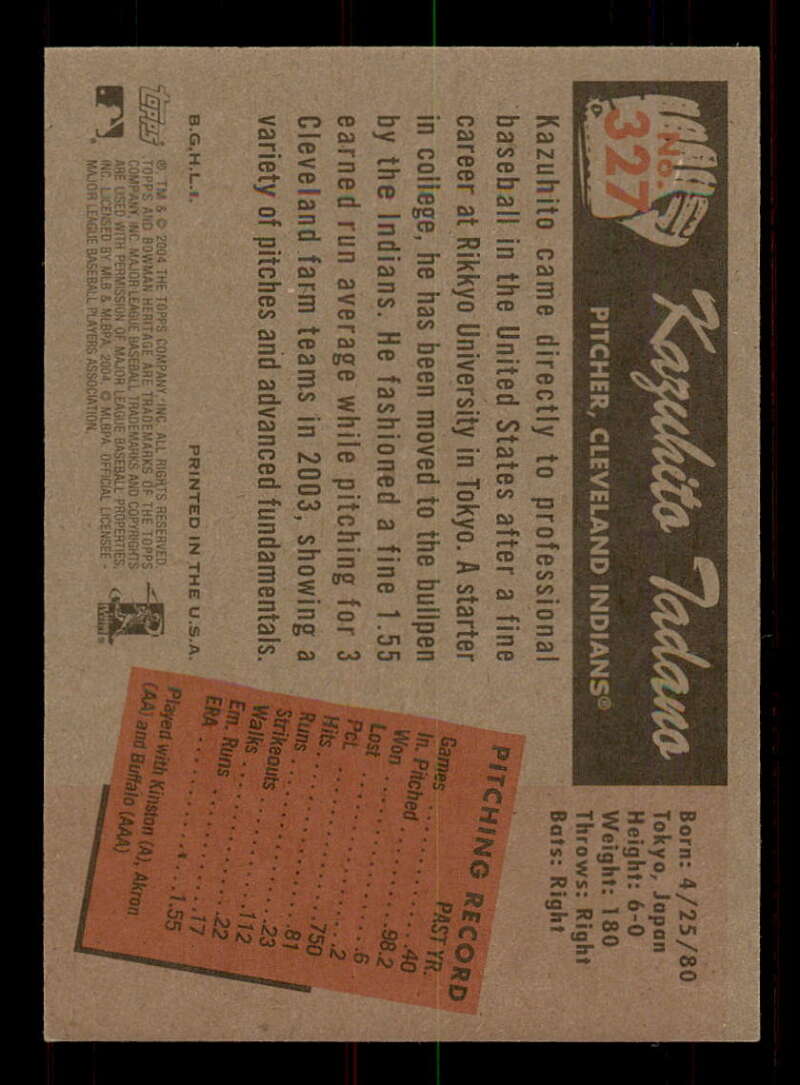 No.
327
Kazuhito Tadano
PITCHER, CLEVELAND INDIANS®
Born: 4/25/80
Tokyo, Japan
Height: 6-0
Weight: 180
Throws: Right
Bats: Right
Kazuhito came directly to professional
baseball in the United States after a fine
career at Rikkyo University in Tokyo. A starter
in college, he has been moved to the bullpen
by the Indians. He fashioned a fine 1.55
earned run average while pitching for 3
Cleveland farm teams in 2003, showing a
variety of pitches and advanced fundamentals.
PITCHING RECORD
PAST YR.
Games ..........40
In. Pitched ..........98.2
Won ..........6
Lost ..........2
Pct. ...........750
Hits ..........81
Runs ..........23
Strikeouts ..........112
Walks ..........22
Ern. Runs ..........17
ERA ..........1.55
Played with Kinston (A), Akron
(AA) and Buffalo (AAA)
B.G.H.L.I. PRINTED IN THE U.S.A.
Topps
® TM & © 2004 THE TOPPS COMPANY, INC. ALL RIGHTS RESERVED.
TOPPS AND BOWMAN HERITAGE ARE TRADEMARKS OF THE TOPPS
COMPANY, INC. MAJOR LEAGUE BASEBALL TRADEMARKS AND COPYRIGHTS
ARE USED WITH PERMISSION OF MAJOR LEAGUE BASEBALL PROPERTIES,
INC. LICENSED BY MLB & MLBPA, 2004. © MLBPA OFFICIAL LICENSEE -
MAJOR LEAGUE BASEBALL PLAYERS ASSOCIATION.